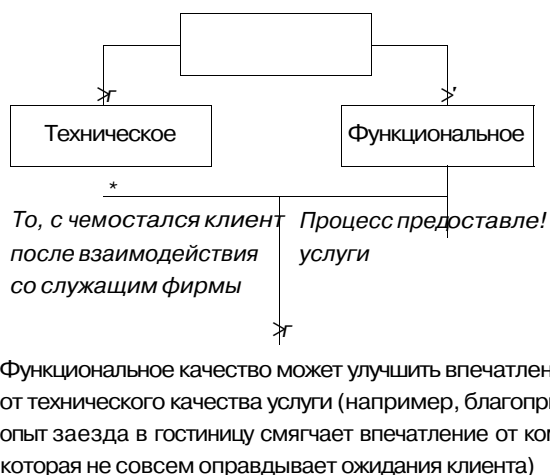 Техническое
Функциональное
То, с чемостался клиент
после взаимодействия
со служащим фирмы
Процесс предоставле!
услуги
Функциональное качество может улучшить впечатлен
от технического качества услуги (например, благопр
опыт заезда в гостиницу смягчает впечатление от ко
которая не совсем оправдывает ожидания клиента)